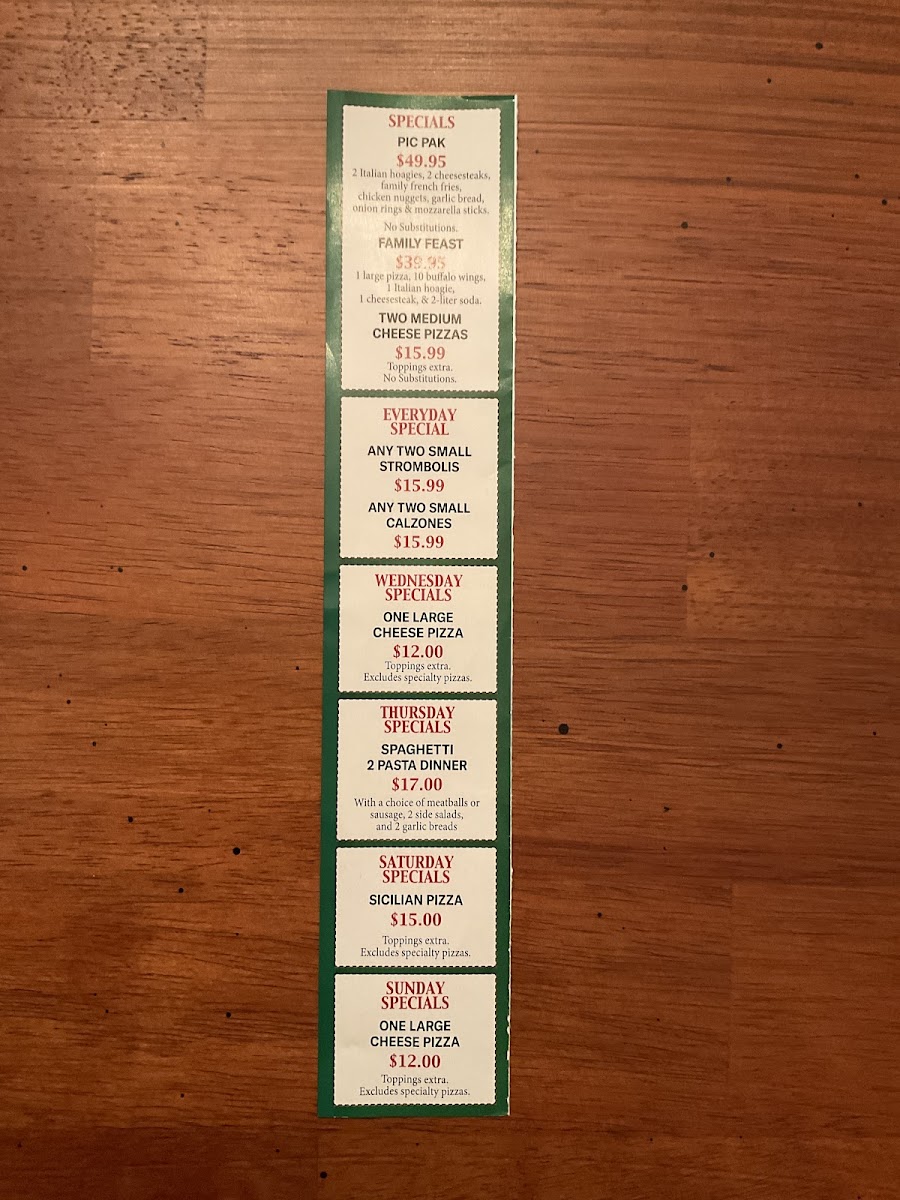 SPECIALS
PIC PAK
$49.95
2 Italian hoagies, 2 cheesesteaks,
family french fries,
chicken nuggets, garlic bread,
onion rings & mozzarella sticks.
No Substitutions.
FAMILY FEAST
$39.95
1 large pizza, 10 buffalo wings,
1 Italian hoagie,
1 cheesesteak, & 2-liter soda.
TWO MEDIUM
CHEESE PIZZAS
$15.99
Toppings extra.
No Substitutions.
EVERYDAY
SPECIAL
ANY TWO SMALL
STROMBOLIS
$15.99
ANY TWO SMALL
CALZONES
$15.99
WEDNESDAY
SPECIALS
ONE LARGE
CHEESE PIZZA
$12.00
Toppings extra.
Excludes specialty pizzas.
THURSDAY
SPECIALS
SPAGHETTI
2 PASTA DINNER
$17.00
With a choice of meatballs or
sausage, 2 side salads,
and 2 garlic breads
SATURDAY
SPECIALS
SICILIAN PIZZA
$15.00
Toppings extra.
Excludes specialty pizzas.
SUNDAY
SPECIALS
ONE LARGE
CHEESE PIZZA
$12.00
Toppings extra.
Excludes specialty pizzas.